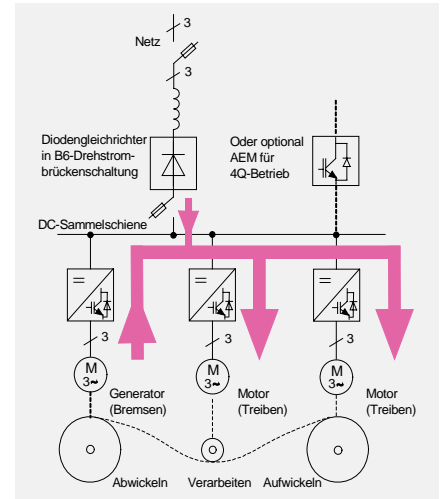 3
Netz
3
Diodengleichrichter
in B6-Drehstrom-
brückenschaltung
Oder optional
AEM für
4Q-Betrieb
DC-Sammelschiene
=
=
=
3
3
3
M
3~
M
3~
M
3~
Generator
(Bremsen)
Motor
(Treiben)
Motor
(Treiben)
Abwickeln
Verarbeiten
Aufwickeln